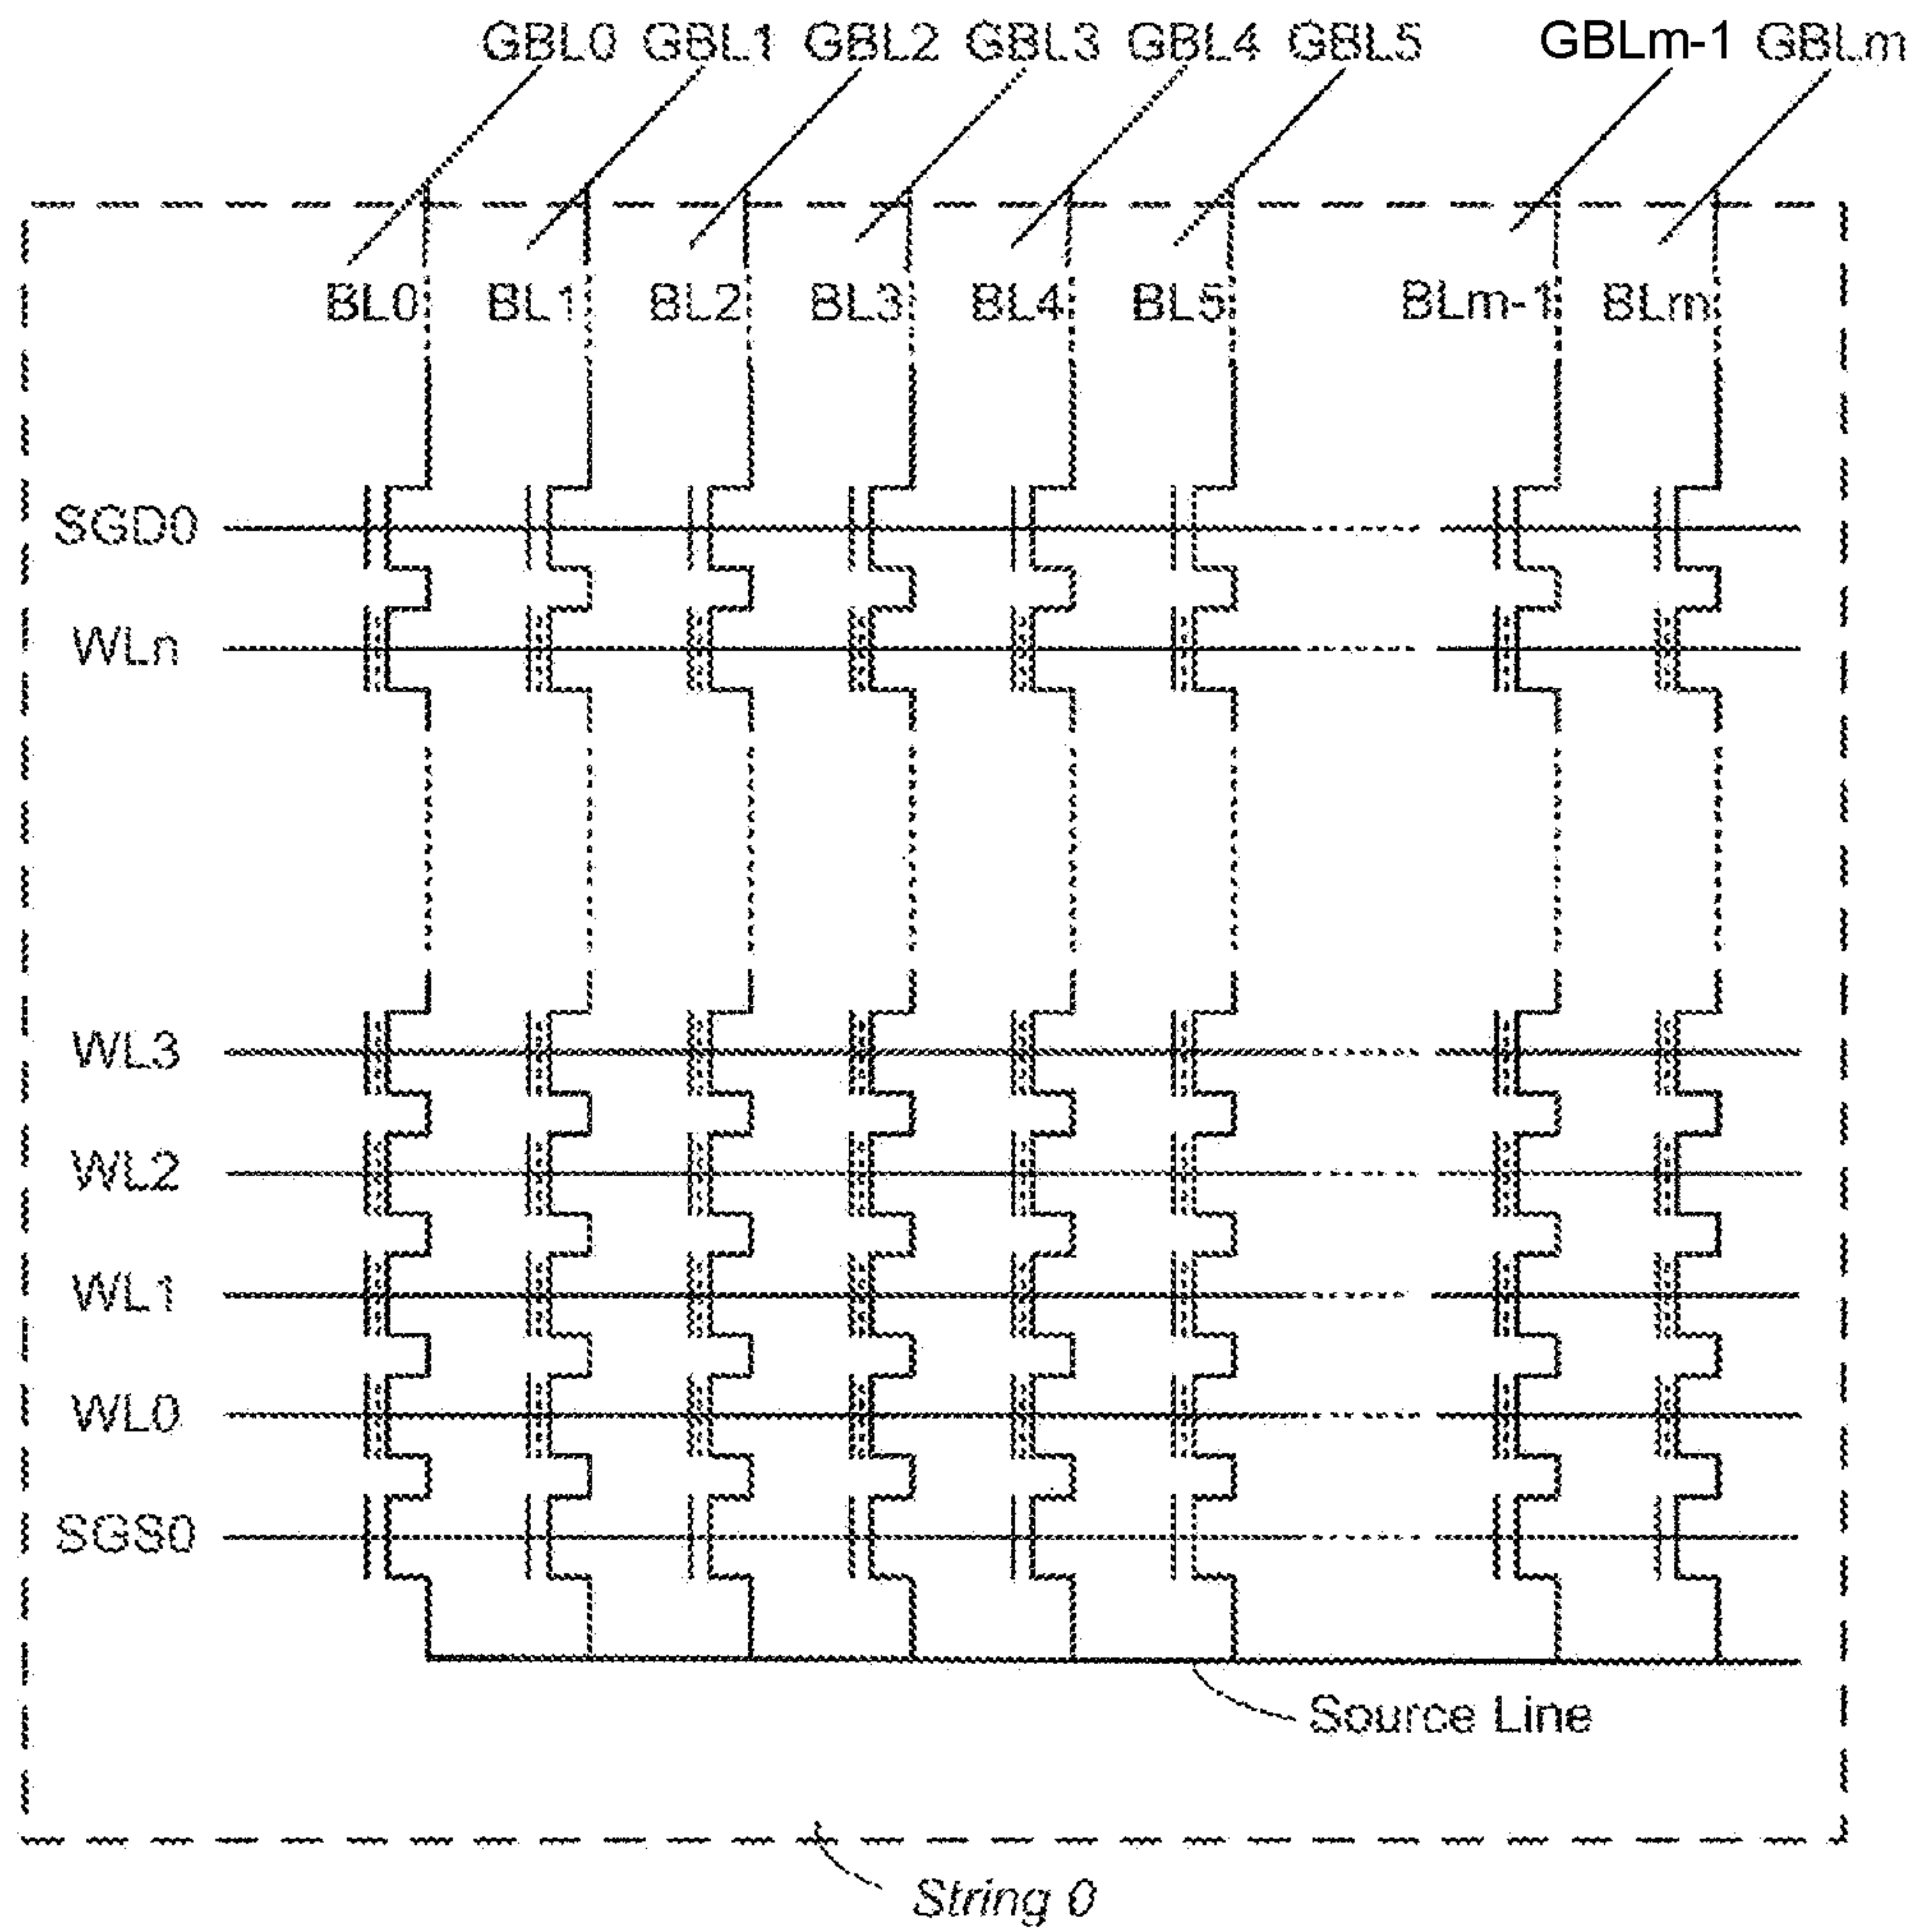 GBL0 GBL1 GBL2 GBL3 GBL4 GBL5 GBLm-1 GBLm
BL0 BL1 BL2 BL3 BL4 BL5 BLm-1 BLm
SGD0
WLn
WL3
WL2
WL1
WL0
SGS0
Source Line
String 0